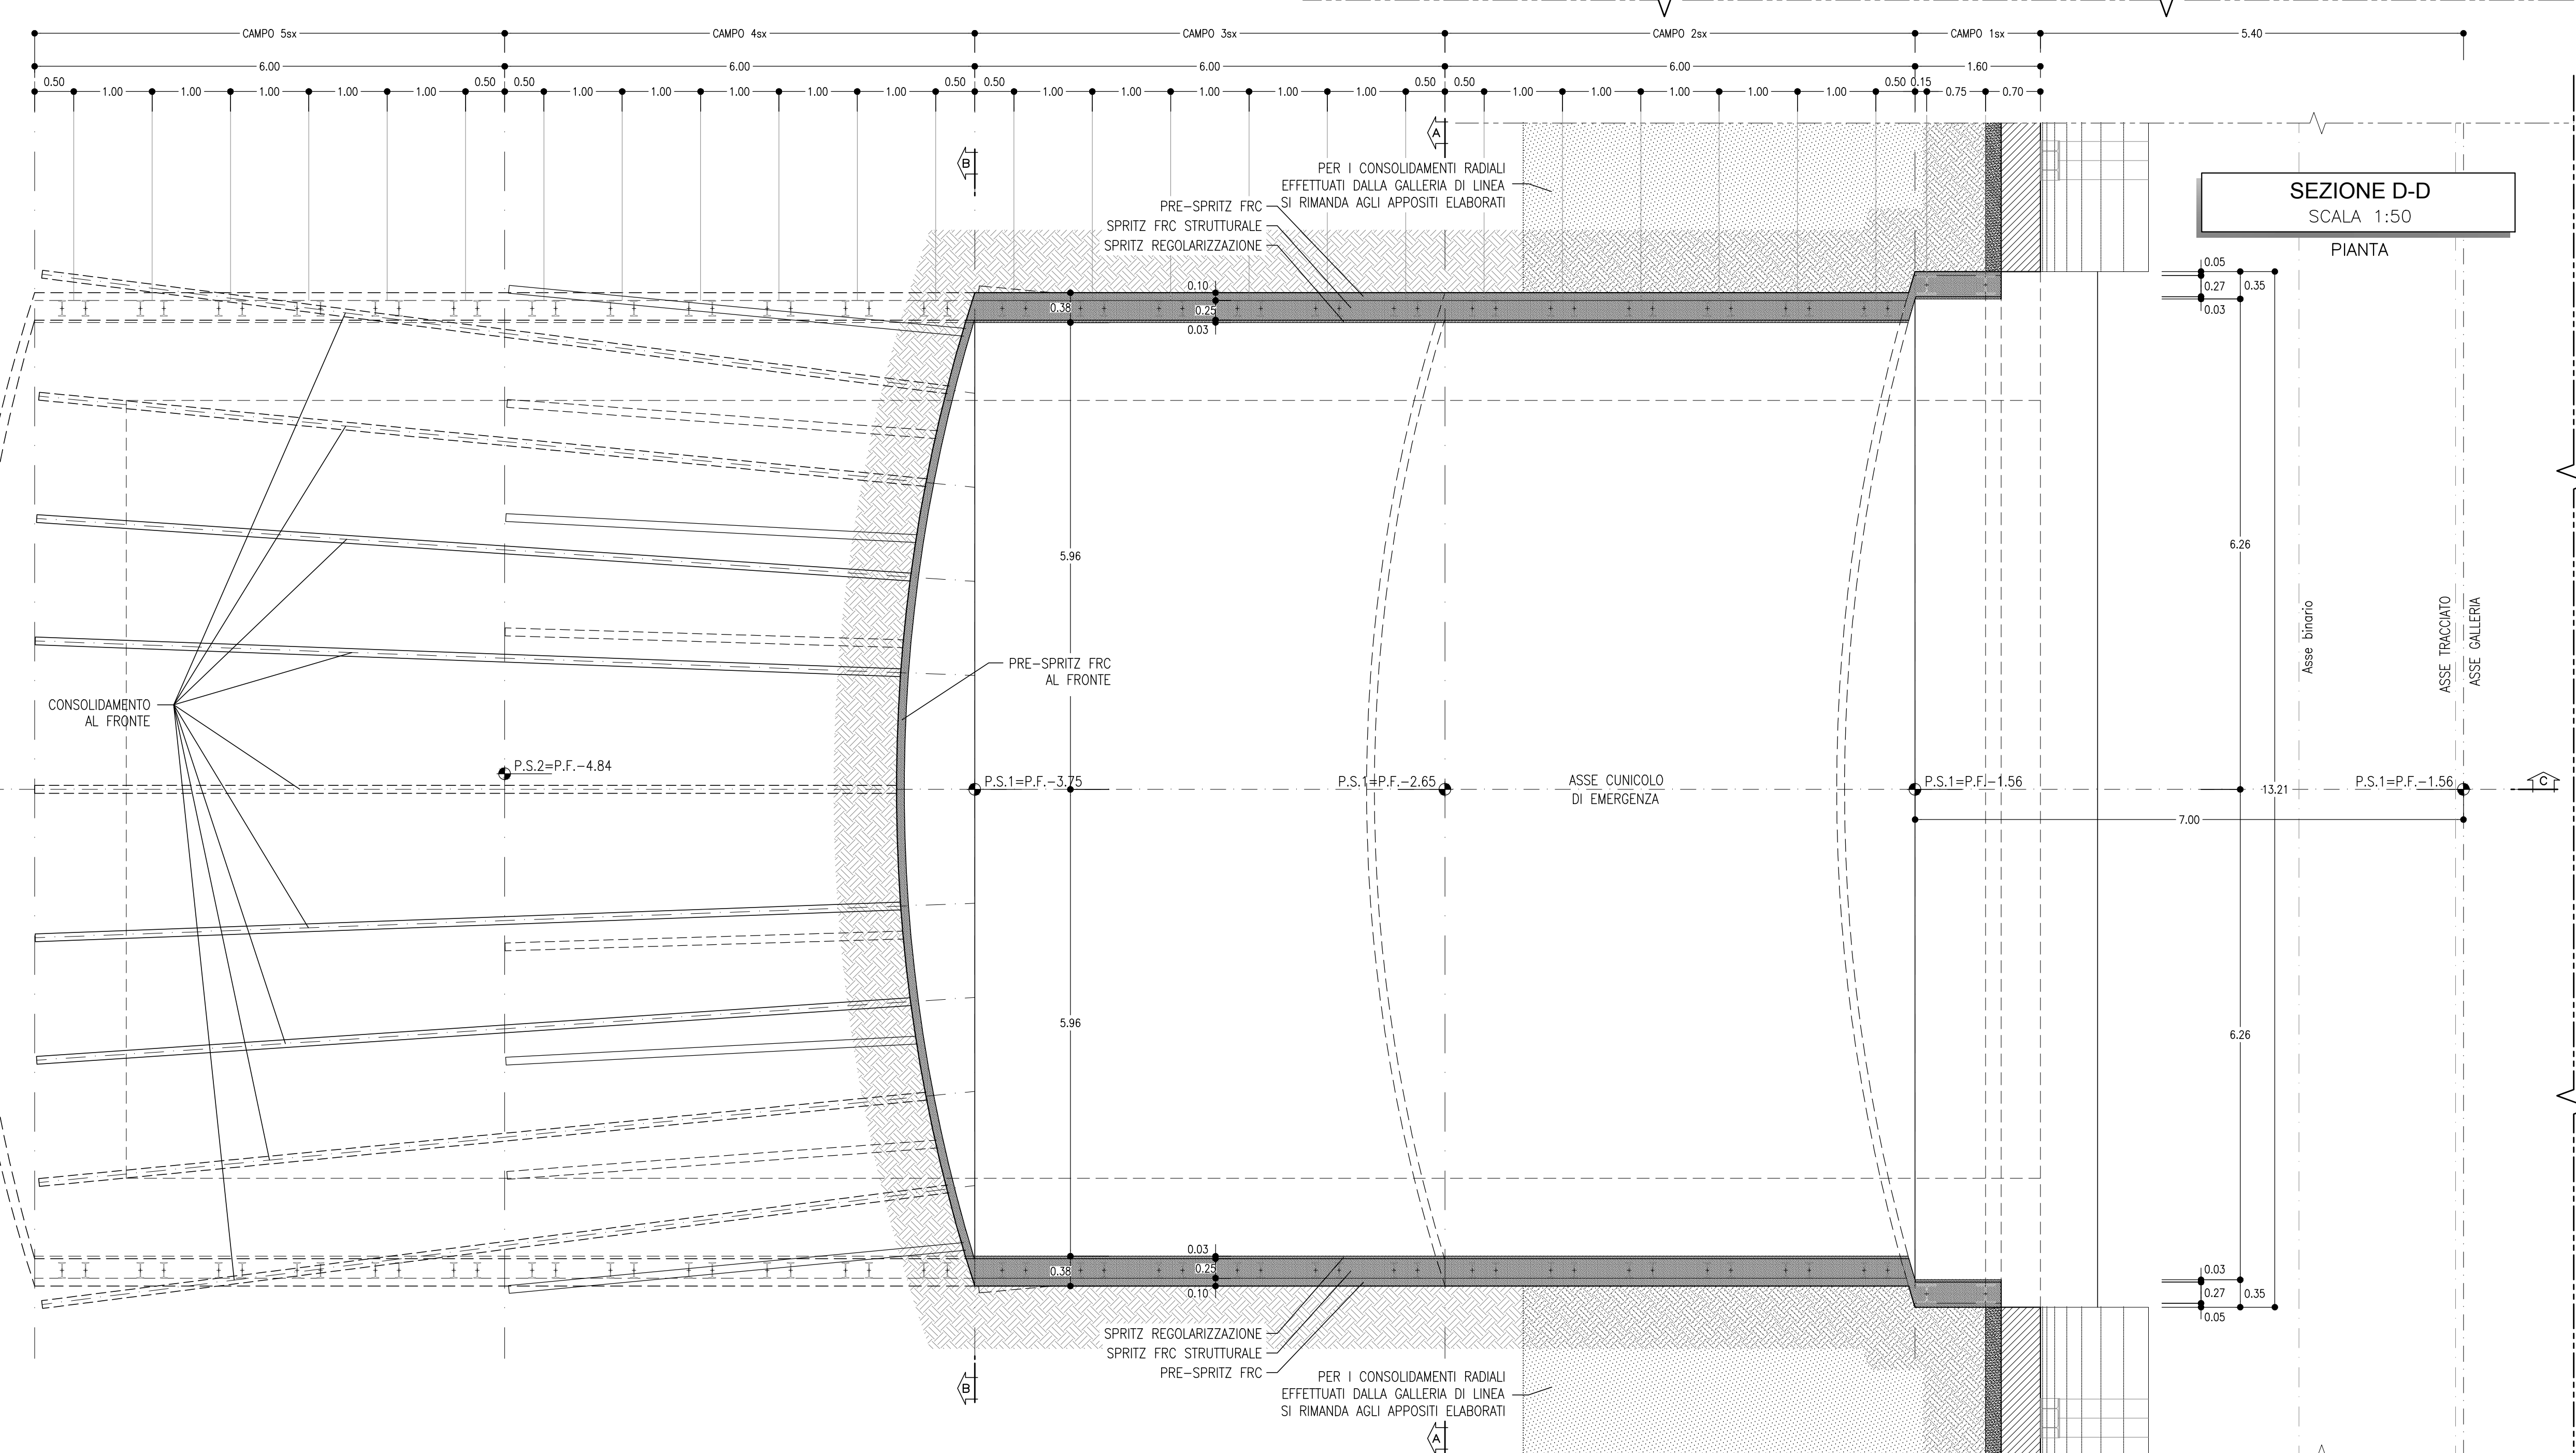 CAMPO 5sx CAMPO 4sx CAMPO 3sx CAMPO 2sx CAMPO 1sx 5.40
6.00 6.00 6.00 6.00 1.60
0.50 0.50 0.50 0.50 0.50 0.50 0.50 0.50 0.15
1.00 1.00 1.00 1.00 1.00 1.00 1.00 1.00 1.00 1.00 1.00 1.00 1.00 1.00 1.00 1.00 1.00 1.00 1.00 1.00 0.75 0.70
A
B
PER I CONSOLIDAMENTI RADIALI
EFFETTUATI DALLA GALLERIA DI LINEA
SI RIMANDA AGLI APPOSITI ELABORATI
PRE-SPRITZ FRC
SPRITZ FRC STRUTTURALE
SPRITZ REGOLARIZZAZIONE
SEZIONE D-D
SCALA 1:50
PIANTA
0.05
0.27 0.35
0.03
0.10
0.38 0.25
0.03
5.96
6.26
Asse binario
ASSE TRACCIATO
ASSE GALLERIA
PRE-SPRITZ FRC
AL FRONTE
CONSOLIDAMENTO
AL FRONTE
P.S.2=P.F.-4.84
P.S.1=P.F.-3.75
P.S.1=P.F.-2.65
ASSE CUNICOLO
DI EMERGENZA
P.S.1=P.F.-1.56
13.21
P.S.1=P.F.-1.56
C
7.00
5.96
6.26
0.03
0.38 0.25
0.10
0.03
0.27 0.35
0.05
SPRITZ REGOLARIZZAZIONE
SPRITZ FRC STRUTTURALE
PRE-SPRITZ FRC
PER I CONSOLIDAMENTI RADIALI
EFFETTUATI DALLA GALLERIA DI LINEA
SI RIMANDA AGLI APPOSITI ELABORATI
B
A